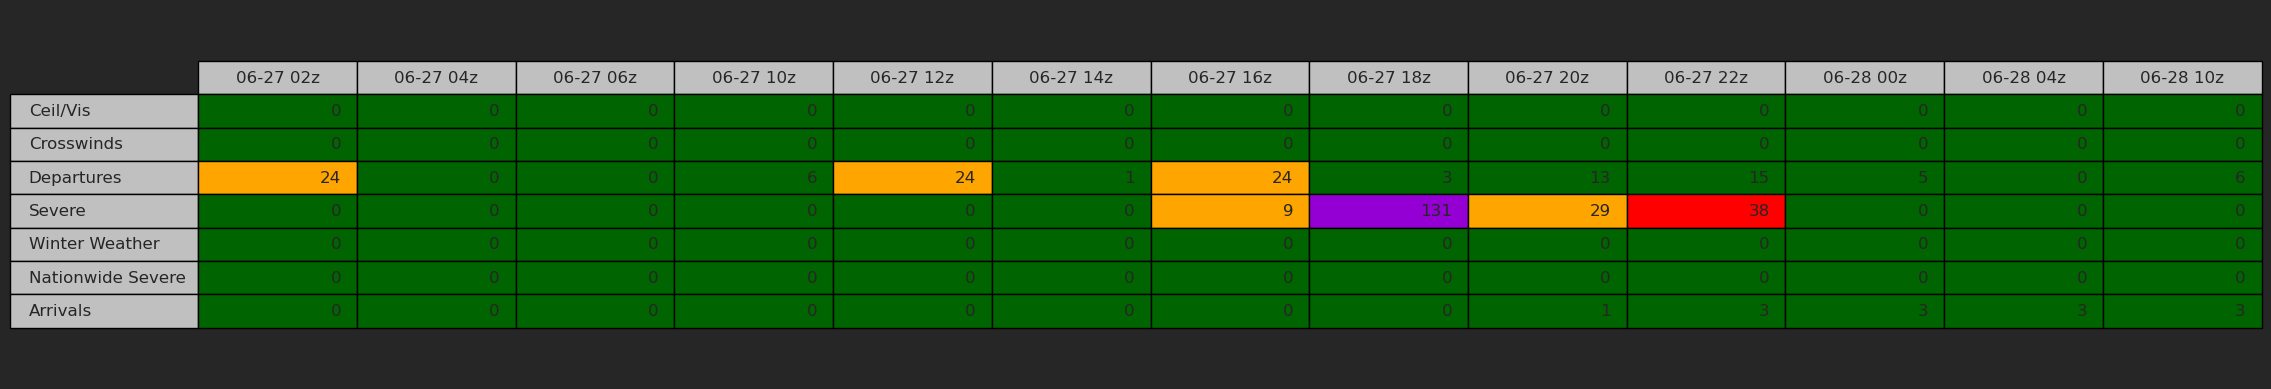 06-27 02z 06-27 04z 06-27 06z 06-27 10z 06-27 12z 06-27 14z 06-27 16z 06-27 18z 06-27 20z 06-27 22z 06-28 00z 06-28 04z 06-28 10z
Ceil/Vis 0 0 0 0 0 0 0 0 0 0 0 0 0
Crosswinds 0 0 0 0 0 0 0 0 0 0 0 0 0
Departures 24 0 0 6 24 1 24 3 13 15 5 0 6
Severe 0 0 0 0 0 0 9 131 29 38 0 0 0
Winter Weather 0 0 0 0 0 0 0 0 0 0 0 0 0
Nationwide Severe 0 0 0 0 0 0 0 0 0 0 0 0 0
Arrivals 0 0 0 0 0 0 0 0 1 3 3 3 3